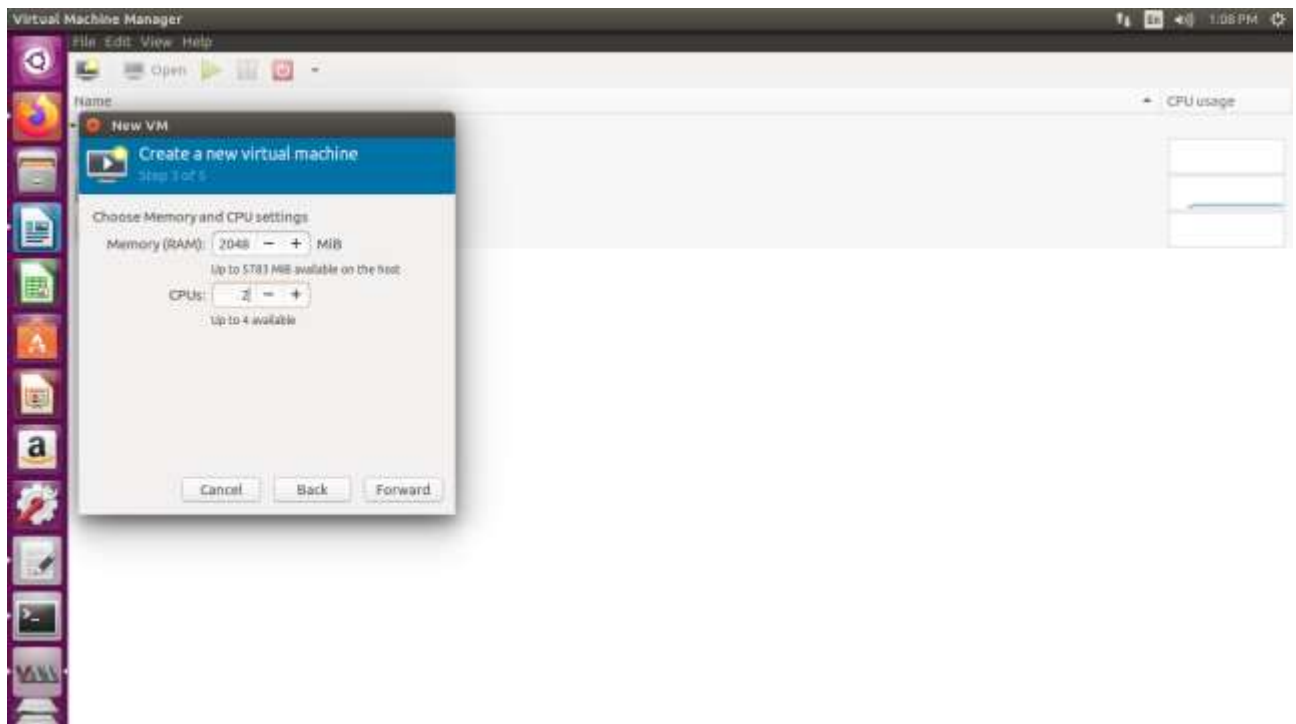 Virtual Machine Manager
1:08 PM
File Edit View Help
Open
Name
CPU usage
New VM
Create a new virtual machine
Step 3 of 5
Choose Memory and CPU settings
Memory (RAM): 2048 − + MiB
Up to 5783 MiB available on the host
CPUs: 2 − +
Up to 4 available
Cancel Back Forward
a